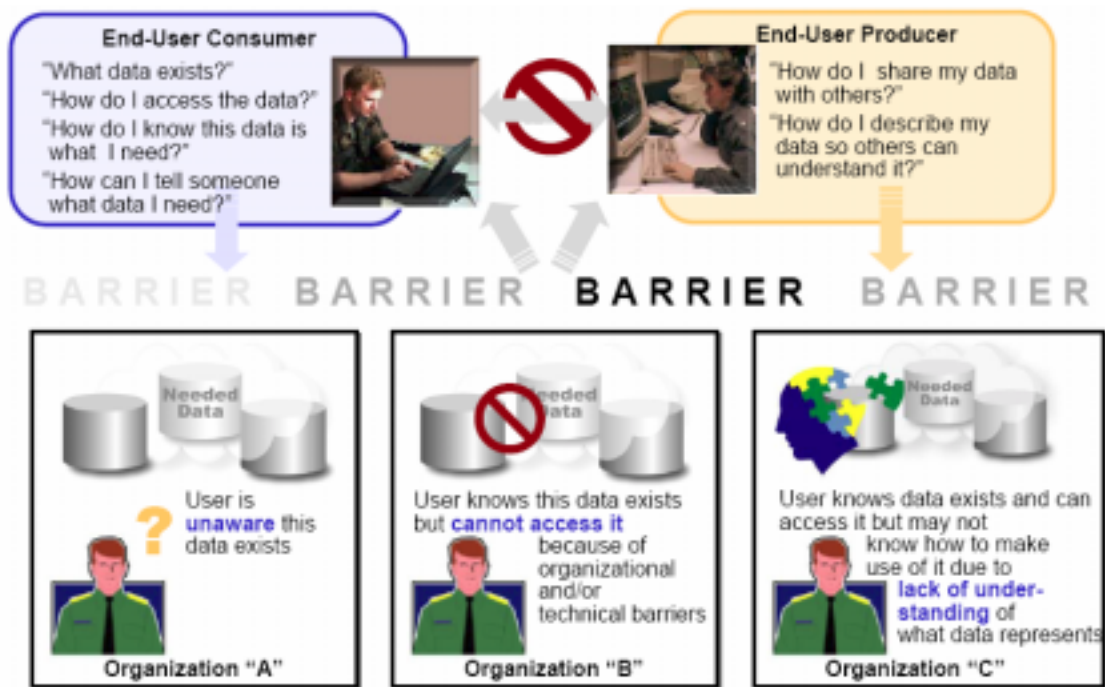 End-User Consumer
"What data exists?"
"How do I access the data?"
"How do I know this data is
what I need?"
"How can I tell someone
what data I need?"
End-User Producer
"How do I share my data
with others?"
"How do I describe my
data so others can
understand it?"
BARRIER BARRIER BARRIER BARRIER
Needed
Data
User is
unaware this
data exists
Organization "A"
Needed
Data
User knows this data exists
but cannot access it
because of
organizational
and/or
technical barriers
Organization "B"
Needed
Data
User knows data exists and can
access it but may not
know how to make
use of it due to
lack of under-
standing of
what data represents
Organization "C"